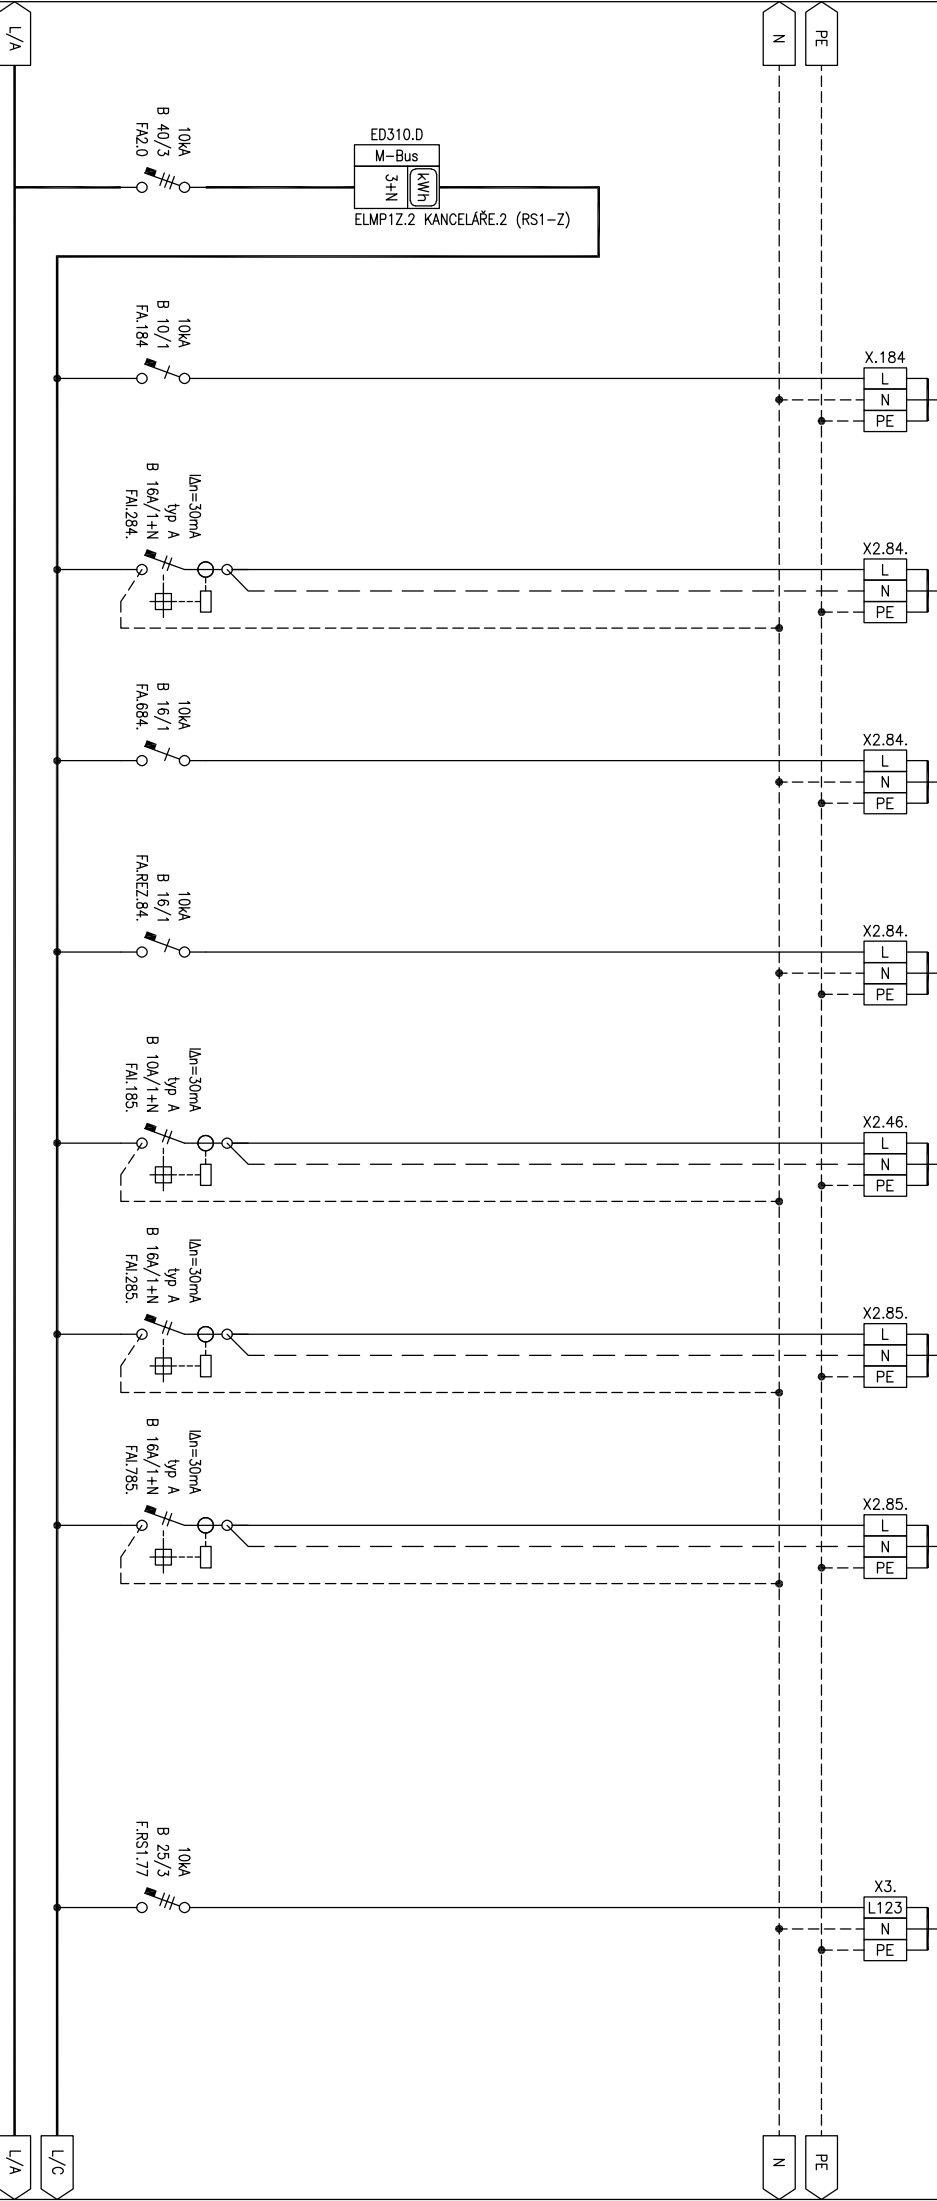 L/A
N
PE
10kA
B 40/3
FA2.0
ED310.D
M-Bus
3+N
kWh
ELMP1Z.2 KANCELÁŘE.2 (RS1-Z)
10kA
B 10/1
FA.184
X.184
L
N
PE
I∆n=30mA
typ A
B 16A/1+N
FAI.284.
X2.84.
L
N
PE
10kA
B 16/1
FA.684.
X2.84.
L
N
PE
10kA
B 16/1
FA.REZ.84.
X2.84.
L
N
PE
I∆n=30mA
typ A
B 10A/1+N
FAI.185.
X2.46.
L
N
PE
I∆n=30mA
typ A
B 16A/1+N
FAI.285.
X2.85.
L
N
PE
I∆n=30mA
typ A
B 16A/1+N
FAI.785.
X2.85.
L
N
PE
10kA
B 25/3
F.RS1.77
X3.
L123
N
PE
L/A
L/C
N
PE